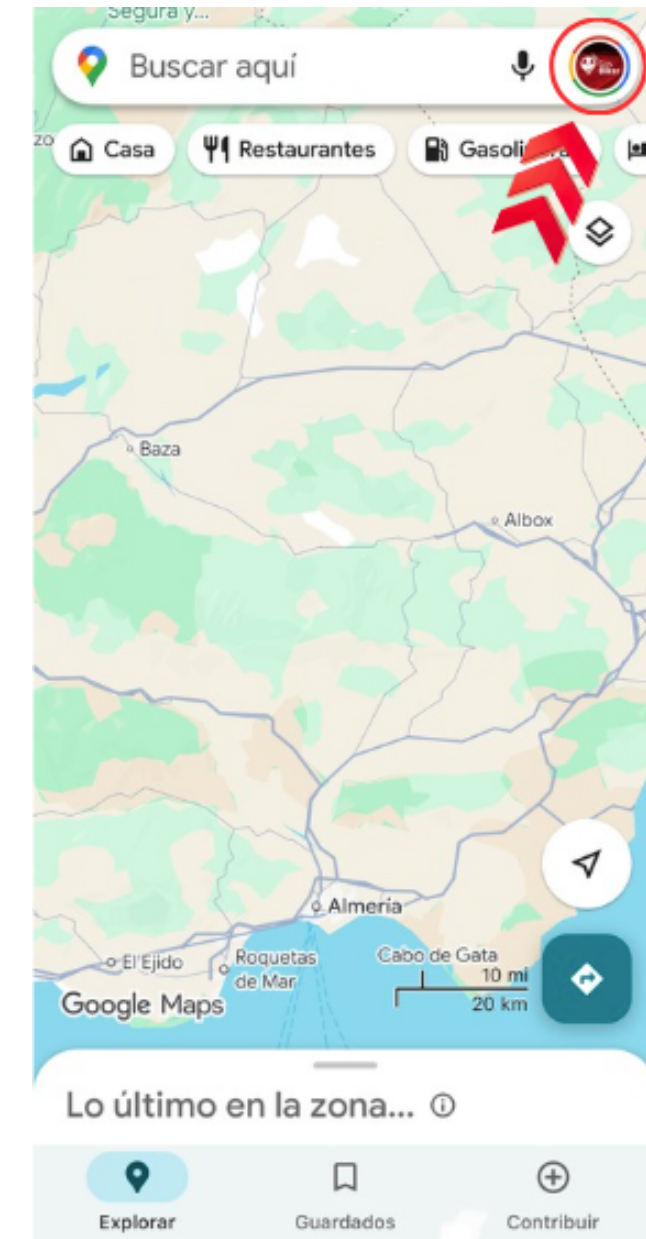 Segura y...
Buscar aquí
zo
Casa
Restaurantes
Baza
Albox
Almería
El Ejido
Roquetas
de Mar
Cabo de Gata
10 mi
20 km
Google Maps
Lo último en la zona...
Explorar
Guardados
Contribuir